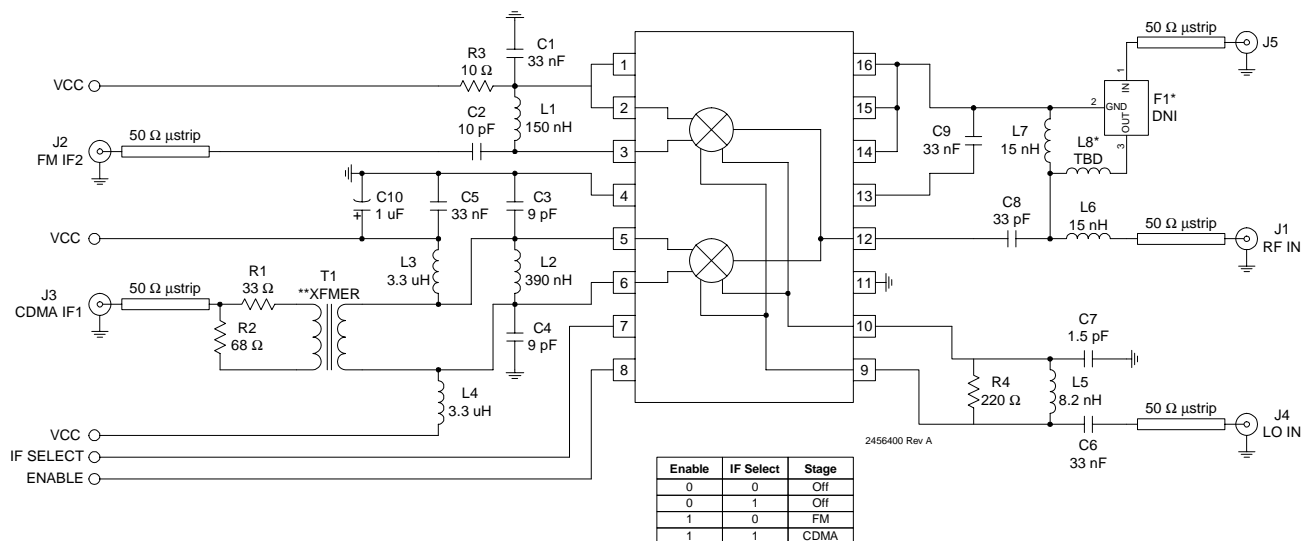 C1
33 nF
R3
10 Ω
VCC
C2
10 pF
L1
150 nH
J2
FM IF2
50 Ω µstrip
C10
1 uF
+
C5
33 nF
C3
9 pF
VCC
J3
CDMA IF1
50 Ω µstrip
R1
33 Ω
R2
68 Ω
T1
**XFMER
L3
3.3 uH
L2
390 nH
C4
9 pF
L4
3.3 uH
VCC
IF SELECT
ENABLE
1
2
3
4
5
6
7
8
16
15
14
13
12
11
10
9
C9
33 nF
L7
15 nH
L8*
TBD
50 Ω µstrip
J5
1
IN
2
GND
OUT
3
F1*
DNI
C8
33 pF
L6
15 nH
50 Ω µstrip
J1
RF IN
C7
1.5 pF
R4
220 Ω
L5
8.2 nH
C6
33 nF
50 Ω µstrip
J4
LO IN
2456400 Rev A
Enable IF Select Stage
0 0 Off
0 1 Off
1 0 FM
1 1 CDMA